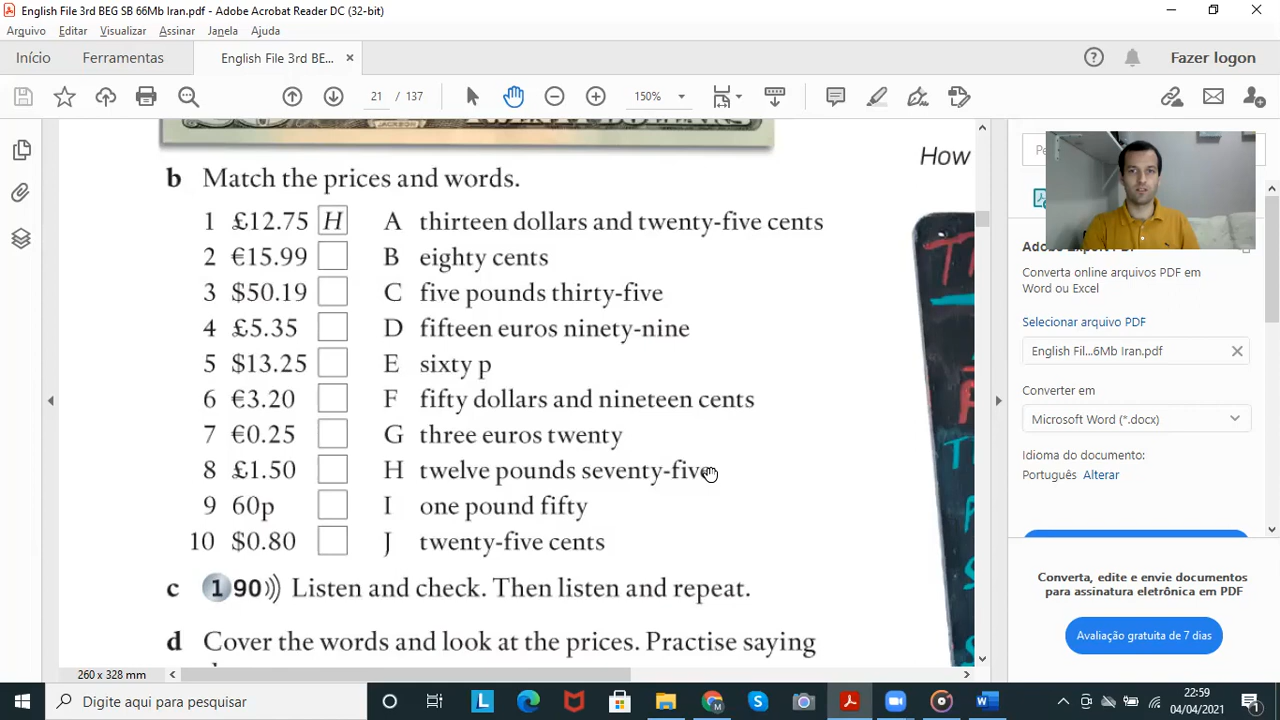 English File 3rd BEG SB 66Mb Iran.pdf - Adobe Acrobat Reader DC (32-bit)
Arquivo Editar Visualizar Assinar Janela Ajuda
Início Ferramentas English File 3rd BE... × Fazer logon
21 / 137 150%
TWENTY DOLLARS
JACKSON
b Match the prices and words.
1 £12.75 H A thirteen dollars and twenty-five cents
2 €15.99 B eighty cents
3 $50.19 C five pounds thirty-five
4 £5.35 D fifteen euros ninety-nine
5 $13.25 E sixty p
6 €3.20 F fifty dollars and nineteen cents
7 €0.25 G three euros twenty
8 £1.50 H twelve pounds seventy-five
9 60p I one pound fifty
10 $0.80 J twenty-five cents
c 1 90 Listen and check. Then listen and repeat.
d Cover the words and look at the prices. Practise saying
How
260 x 328 mm
Adobe Export PDF
Converta online arquivos PDF em
Word ou Excel
Selecionar arquivo PDF
English Fil...6Mb Iran.pdf
Converter em
Microsoft Word (*.docx)
Idioma do documento:
Português Alterar
Converta, edite e envie documentos
para assinatura eletrônica em PDF
Avaliação gratuita de 7 dias
Digite aqui para pesquisar
22:59
04/04/2021